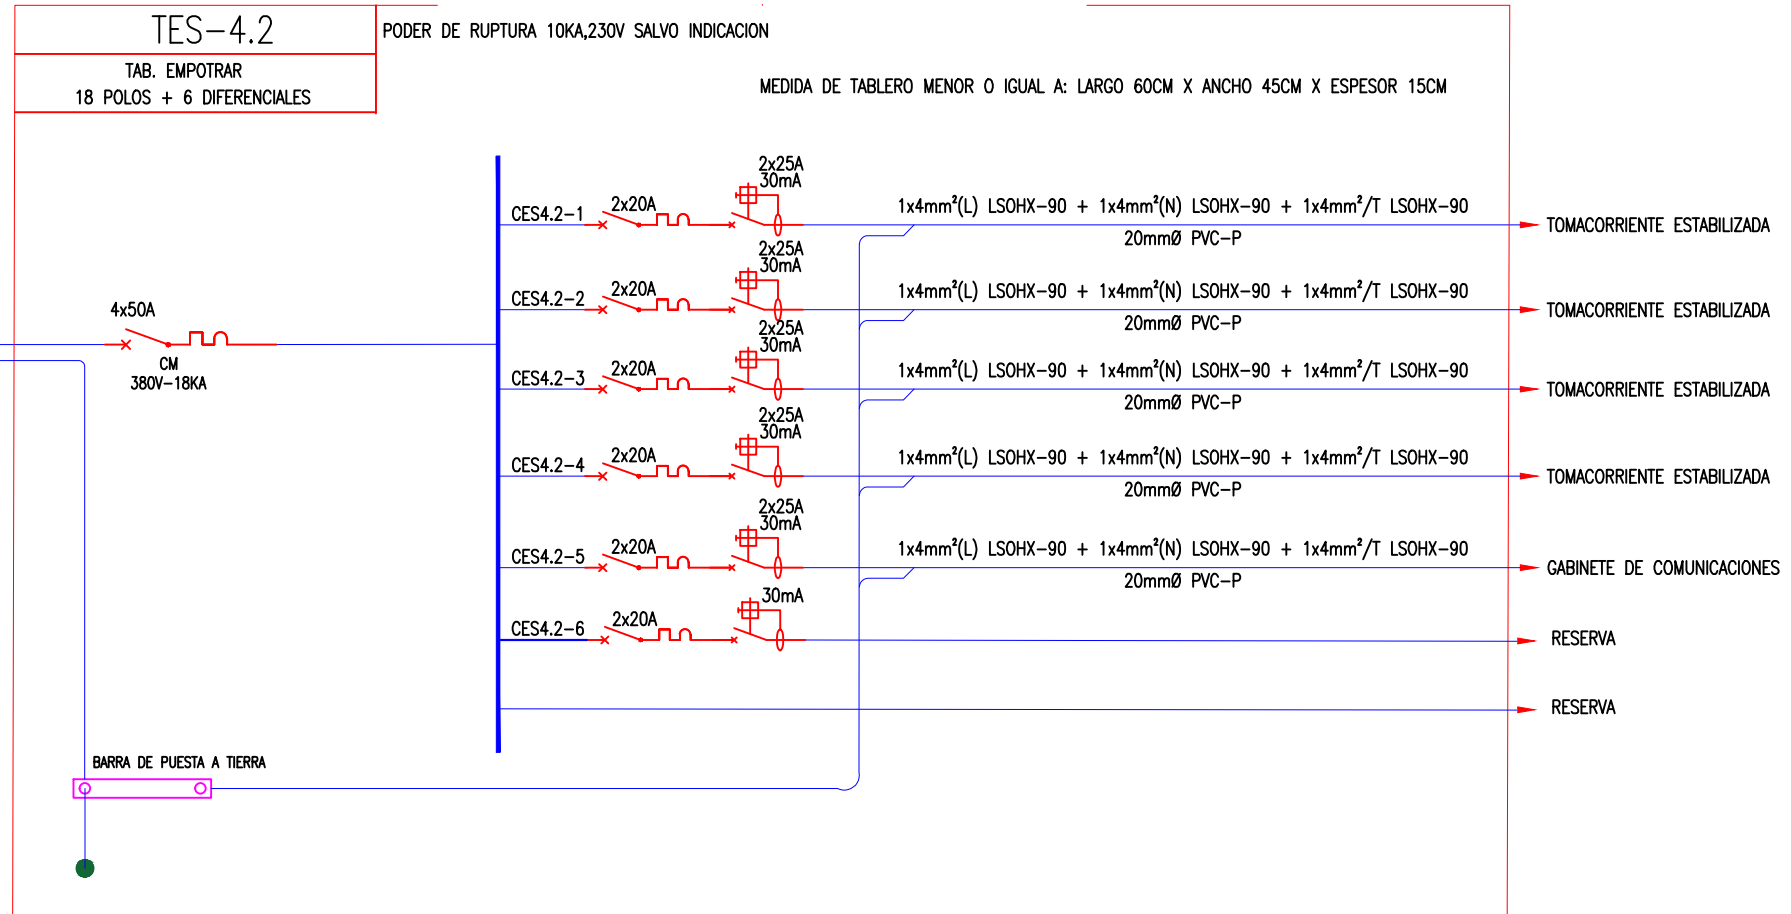 TES-4.2
PODER DE RUPTURA 10KA,230V SALVO INDICACION
TAB. EMPOTRAR
18 POLOS + 6 DIFERENCIALES
MEDIDA DE TABLERO MENOR O IGUAL A: LARGO 60CM X ANCHO 45CM X ESPESOR 15CM
4x50A
CM
380V-18KA
CES4.2-1
2x20A
2x25A
30mA
1x4mm²(L) LSOHX-90 + 1x4mm²(N) LSOHX-90 + 1x4mm²/T LSOHX-90
20mmØ PVC-P
TOMACORRIENTE ESTABILIZADA
CES4.2-2
2x20A
2x25A
30mA
1x4mm²(L) LSOHX-90 + 1x4mm²(N) LSOHX-90 + 1x4mm²/T LSOHX-90
20mmØ PVC-P
TOMACORRIENTE ESTABILIZADA
CES4.2-3
2x20A
2x25A
30mA
1x4mm²(L) LSOHX-90 + 1x4mm²(N) LSOHX-90 + 1x4mm²/T LSOHX-90
20mmØ PVC-P
TOMACORRIENTE ESTABILIZADA
CES4.2-4
2x20A
2x25A
30mA
1x4mm²(L) LSOHX-90 + 1x4mm²(N) LSOHX-90 + 1x4mm²/T LSOHX-90
20mmØ PVC-P
TOMACORRIENTE ESTABILIZADA
CES4.2-5
2x20A
2x25A
30mA
1x4mm²(L) LSOHX-90 + 1x4mm²(N) LSOHX-90 + 1x4mm²/T LSOHX-90
20mmØ PVC-P
GABINETE DE COMUNICACIONES
CES4.2-6
2x20A
30mA
RESERVA
RESERVA
BARRA DE PUESTA A TIERRA